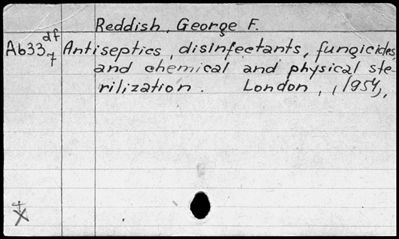 Reddish, George F.
Ab33 df 7 Antiseptics, disinfectants, fungicides
and chemical and physical ste-
rilization. London, (1954),
+
X